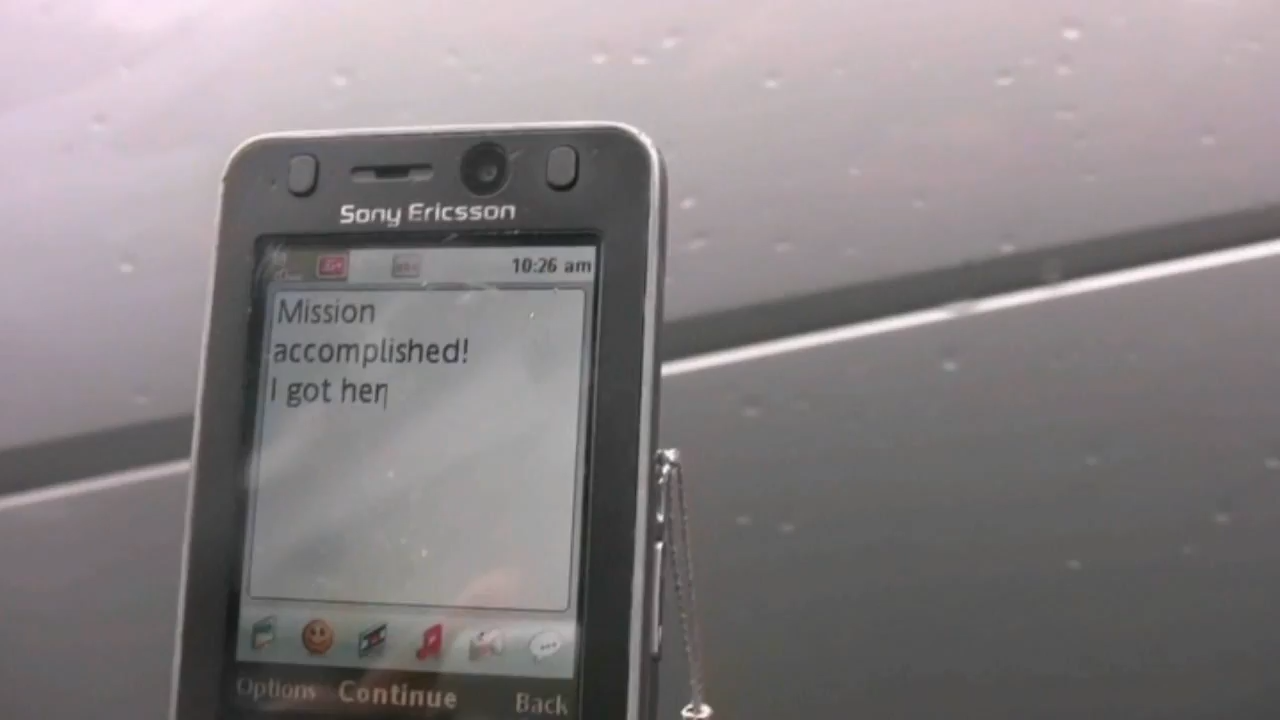 Sony Ericsson
10:26 am
Mission
accomplished!
I got her
Options Continue Back